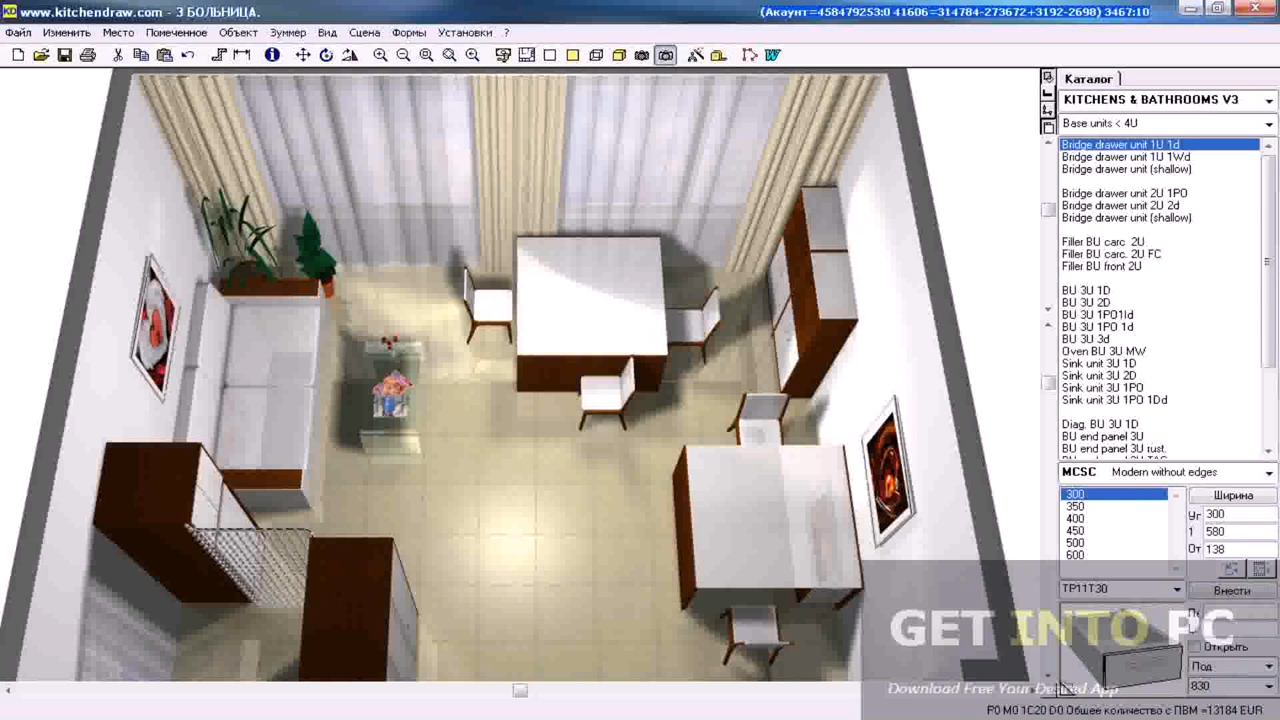 www.kitchendraw.com - 3 БОЛЬНИЦА.
(Акаунт=458479253:0 41606=314784-273672+3192-2698) 3467:10
Файл Изменить Место Помеченное Объект Зуммер Вид Сцена Формы Установки ?
Каталог
KITCHENS & BATHROOMS V3
Base units < 4U
Bridge drawer unit 1U 1d
Bridge drawer unit 1U 1Wd
Bridge drawer unit (shallow)
Bridge drawer unit 2U 1PO
Bridge drawer unit 2U 2d
Bridge drawer unit (shallow)
Filler BU carc. 2U
Filler BU carc. 2U FC
Filler BU front 2U
BU 3U 1D
BU 3U 2D
BU 3U 1PO1Id
BU 3U 1PO 1d
BU 3U 3d
Oven BU 3U MW
Sink unit 3U 1D
Sink unit 3U 2D
Sink unit 3U 1PO
Sink unit 3U 1PO 1Dd
Diag. BU 3U 1D
BU end panel 3U
BU end panel 3U rust.
MCSC Modern without edges
300
350
400
450
500
600
Ширина
Уг 300
1 580
От 138
TP11T30
Внести
Открыть
Под
830
GET INTO PC
Download Free Your Desired App
P0 M0 1C20 D0 Общее количество с ПВМ =13184 EUR